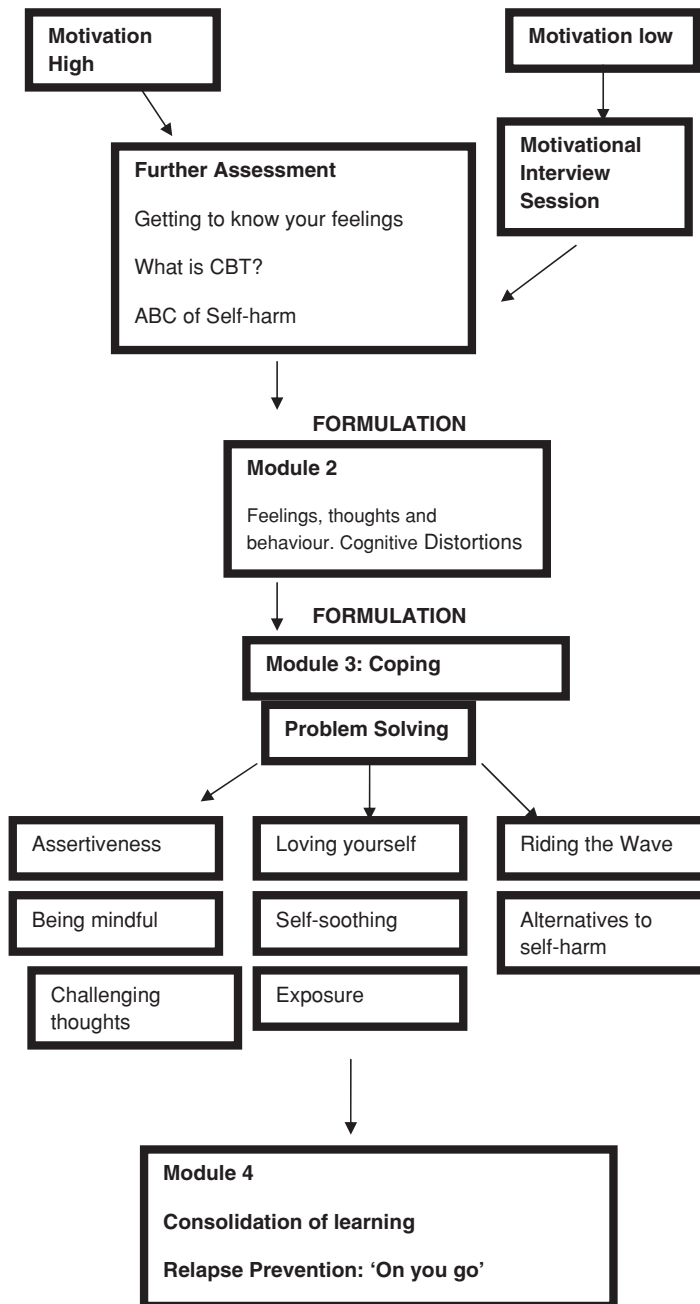 Motivation
High
Motivation low
Further Assessment
Getting to know your feelings
What is CBT?
ABC of Self-harm
Motivational
Interview
Session
FORMULATION
Module 2
Feelings, thoughts and
behaviour. Cognitive Distortions
FORMULATION
Module 3: Coping
Problem Solving
Assertiveness
Loving yourself
Riding the Wave
Being mindful
Self-soothing
Alternatives to
self-harm
Challenging
thoughts
Exposure
Module 4
Consolidation of learning
Relapse Prevention: ‘On you go’